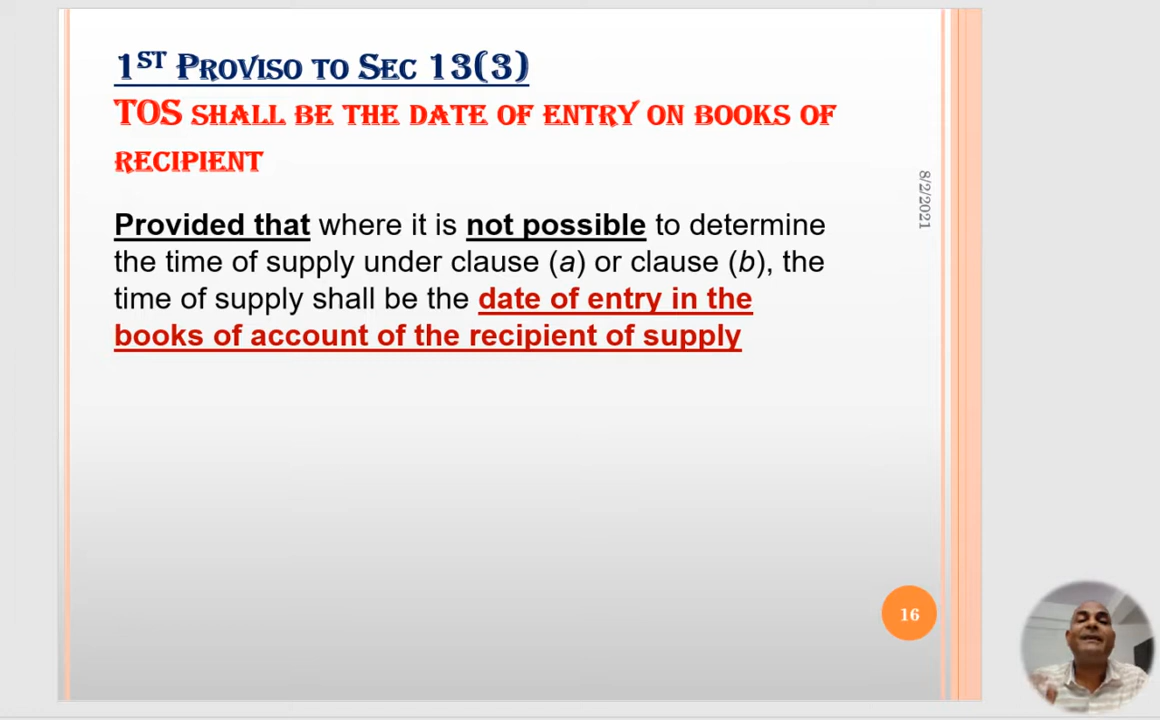 1ST PROVISO TO SEC 13(3)
TOS SHALL BE THE DATE OF ENTRY ON BOOKS OF
RECIPIENT
Provided that where it is not possible to determine
the time of supply under clause (a) or clause (b), the
time of supply shall be the date of entry in the
books of account of the recipient of supply
8/2/2021
16